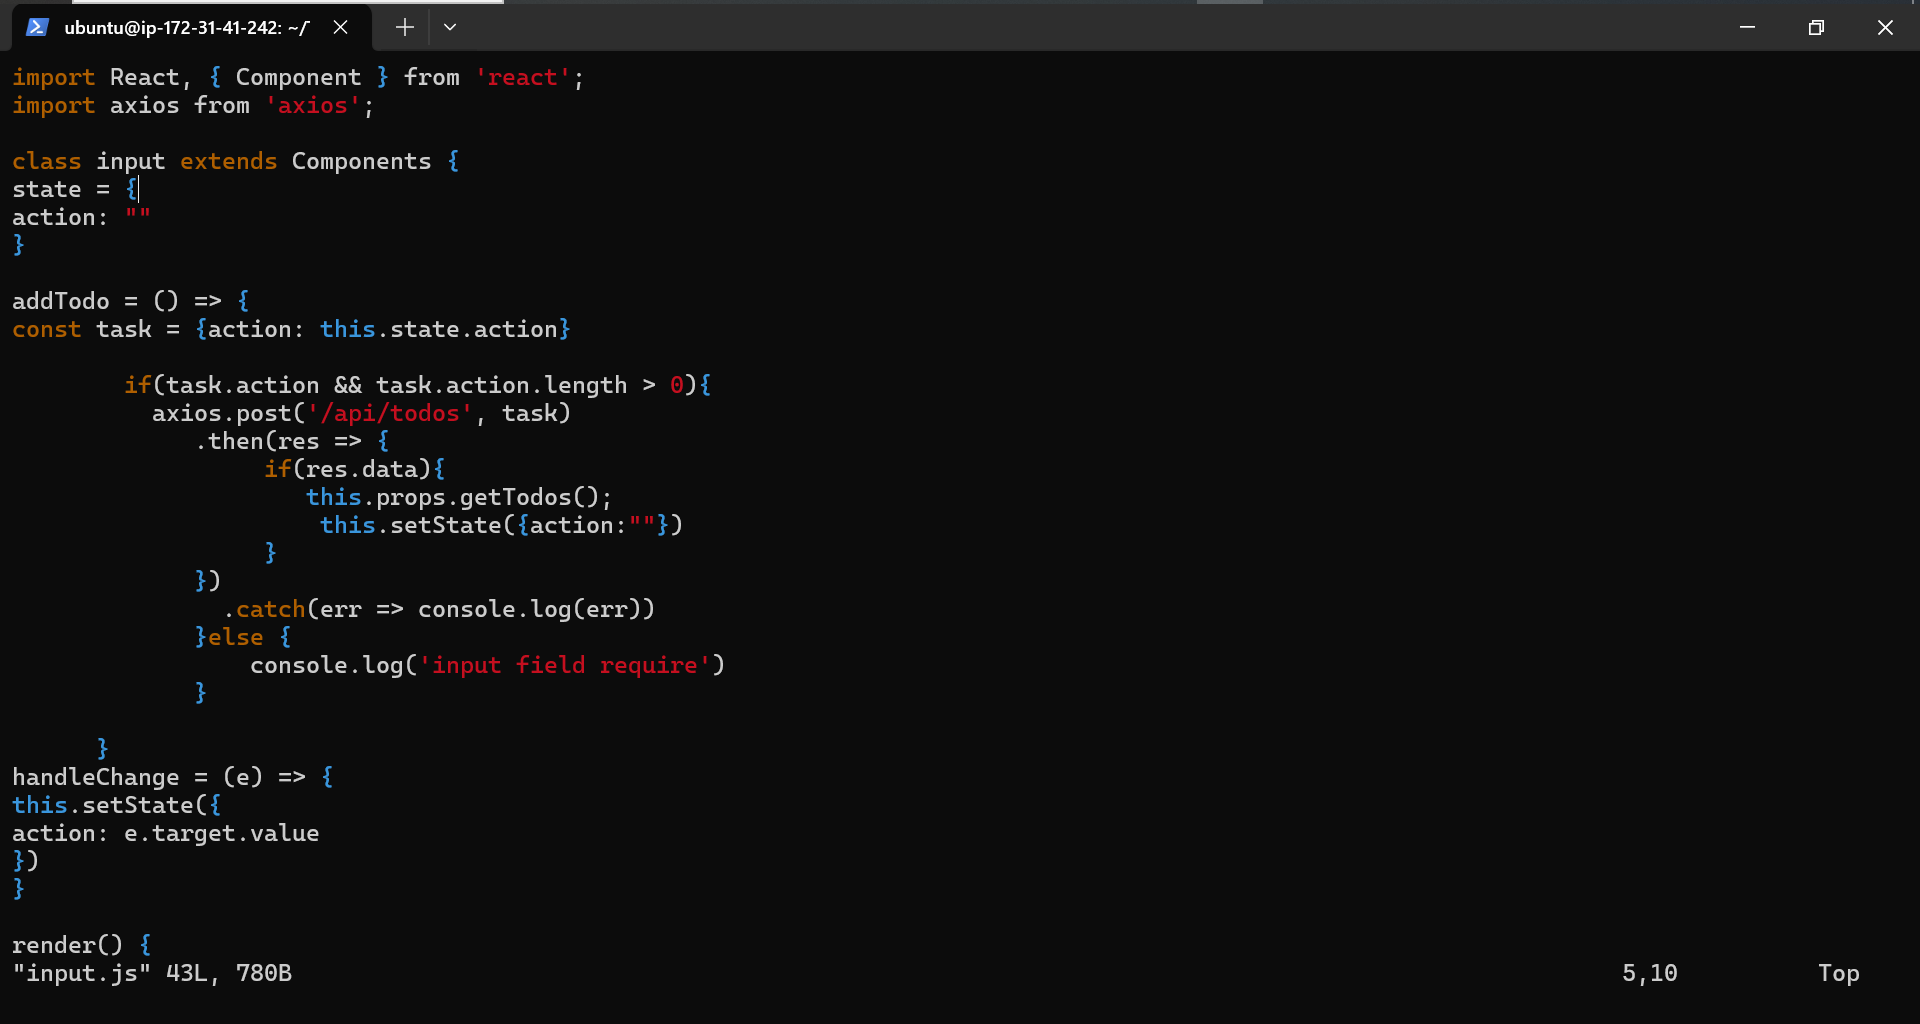 ubuntu@ip-172-31-41-242: ~/
import React, { Component } from 'react';
import axios from 'axios';
class input extends Components {
state = {
action: ""
}
addTodo = () => {
const task = {action: this.state.action}
if(task.action && task.action.length > 0){
axios.post('/api/todos', task)
.then(res => {
if(res.data){
this.props.getTodos();
this.setState({action:""})
}
})
.catch(err => console.log(err))
}else {
console.log('input field require')
}
}
handleChange = (e) => {
this.setState({
action: e.target.value
})
}
render() {
"input.js" 43L, 780B 5,10 Top